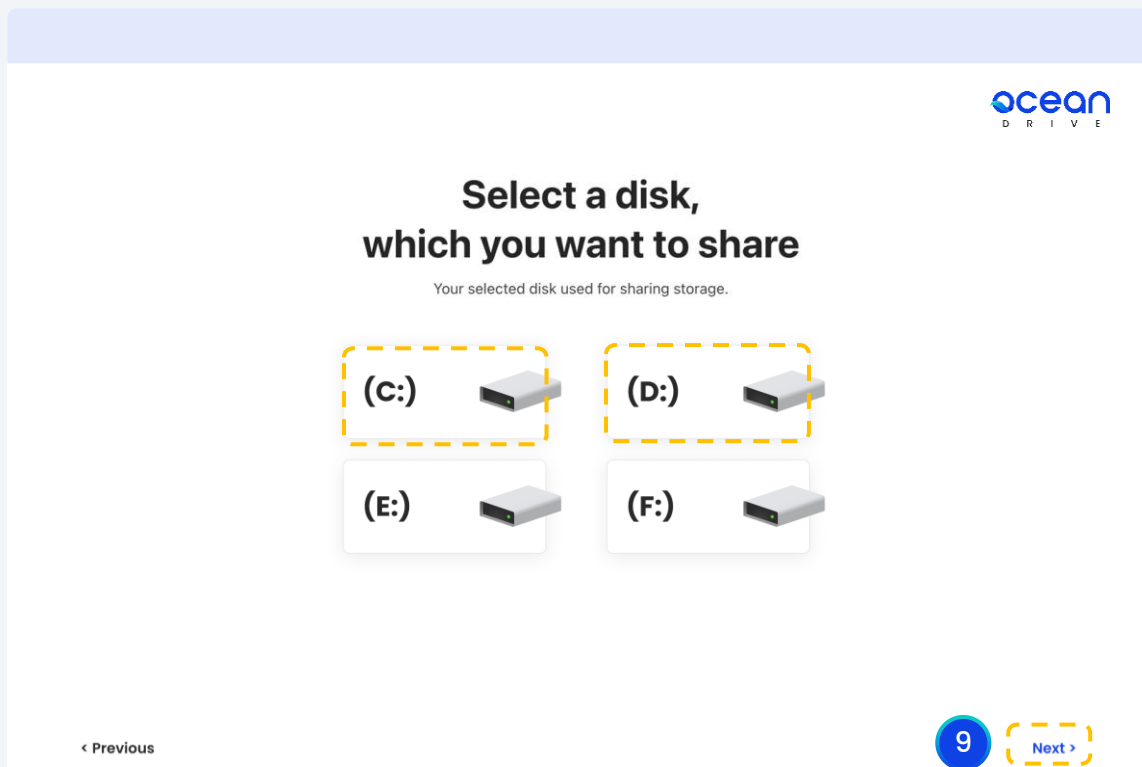 ocean
DRIVE
Select a disk,
which you want to share
Your selected disk used for sharing storage.
(C:)
(D:)
(E:)
(F:)
< Previous
9
Next >